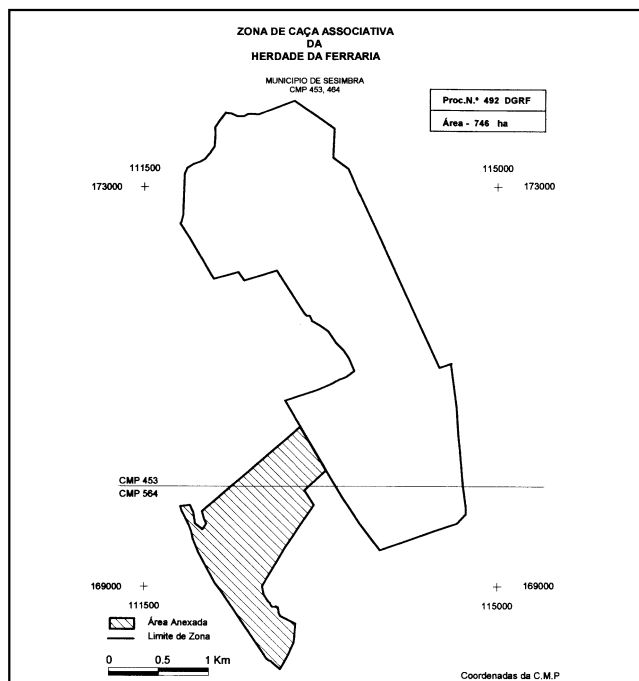 ZONA DE CAÇA ASSOCIATIVA
DA
HERDADE DA FERRARIA
MUNICIPIO DE SESIMBRA
CMP 453, 464
Proc.N.º 492 DGRF
Área - 746 ha
111500
173000
115000
173000
CMP 453
CMP 564
169000
111500
169000
115000
Área Anexada
Limite de Zona
0 0.5 1 Km
Coordenadas da C.M.P